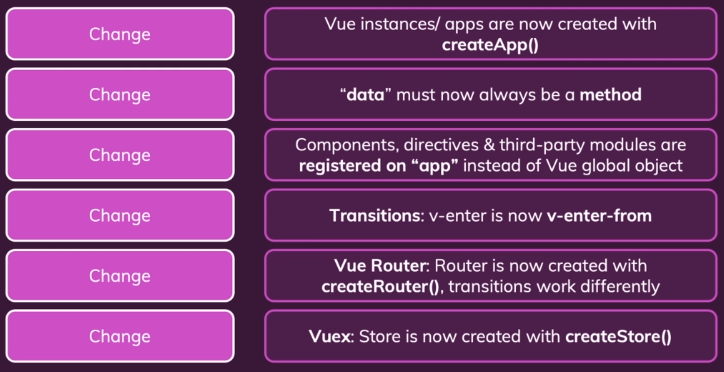 Change
Vue instances/ apps are now created with
createApp()
Change
“data” must now always be a method
Change
Components, directives & third-party modules are
registered on “app” instead of Vue global object
Change
Transitions: v-enter is now v-enter-from
Change
Vue Router: Router is now created with
createRouter(), transitions work differently
Change
Vuex: Store is now created with createStore()